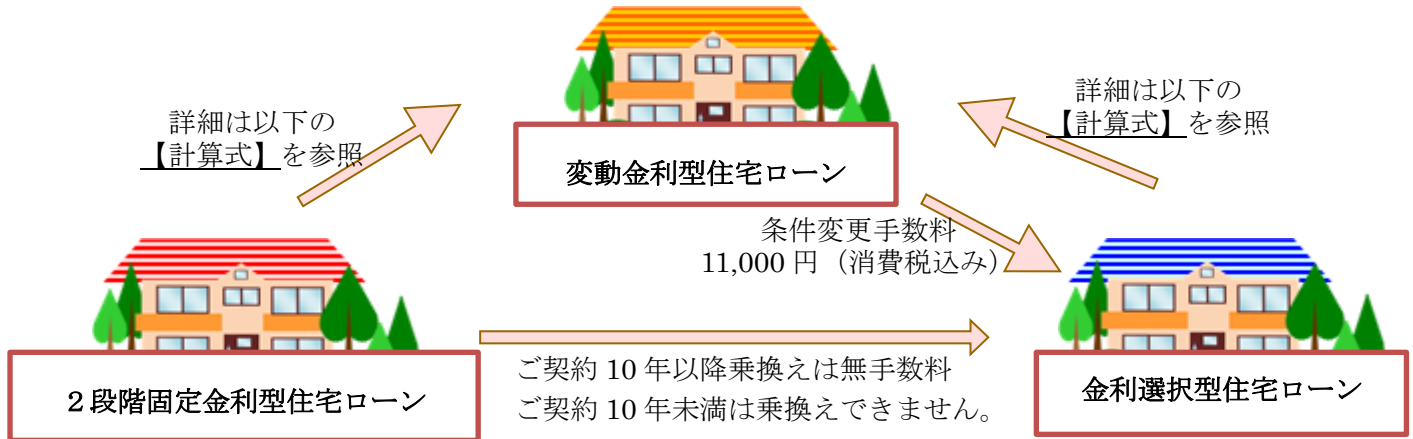 詳細は以下の
【計算式】を参照
詳細は以下の
【計算式】を参照
変動金利型住宅ローン
条件変更手数料
11,000 円（消費税込み）
２段階固定金利型住宅ローン
ご契約 10 年以降乗換えは無手数料
ご契約 10 年未満は乗換えできません。
金利選択型住宅ローン